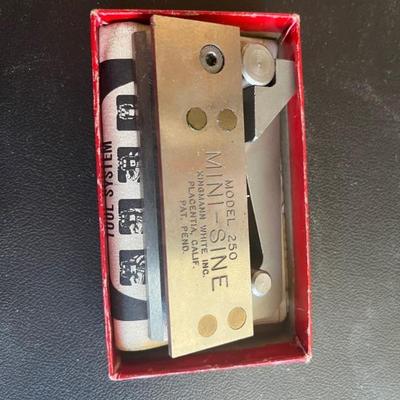 MODEL 250
MINI-SINE
KINGMANN WHITE INC.
PLACENTIA, CALIF.
PAT. PEND.
TOOL SYSTEM